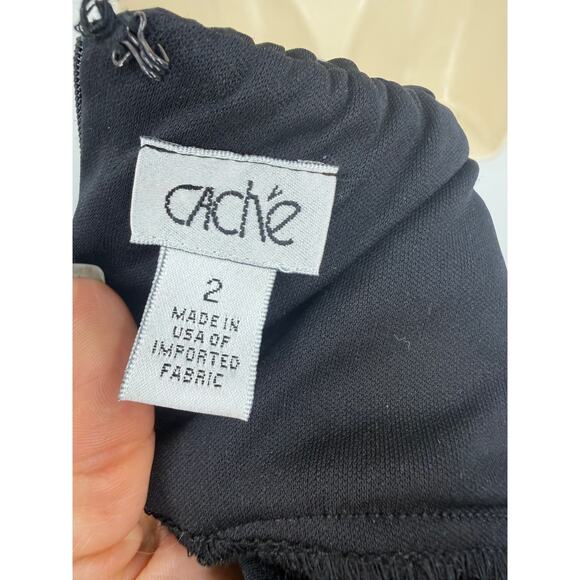 CACHÉ
2
MADE IN
USA OF
IMPORTED
FABRIC